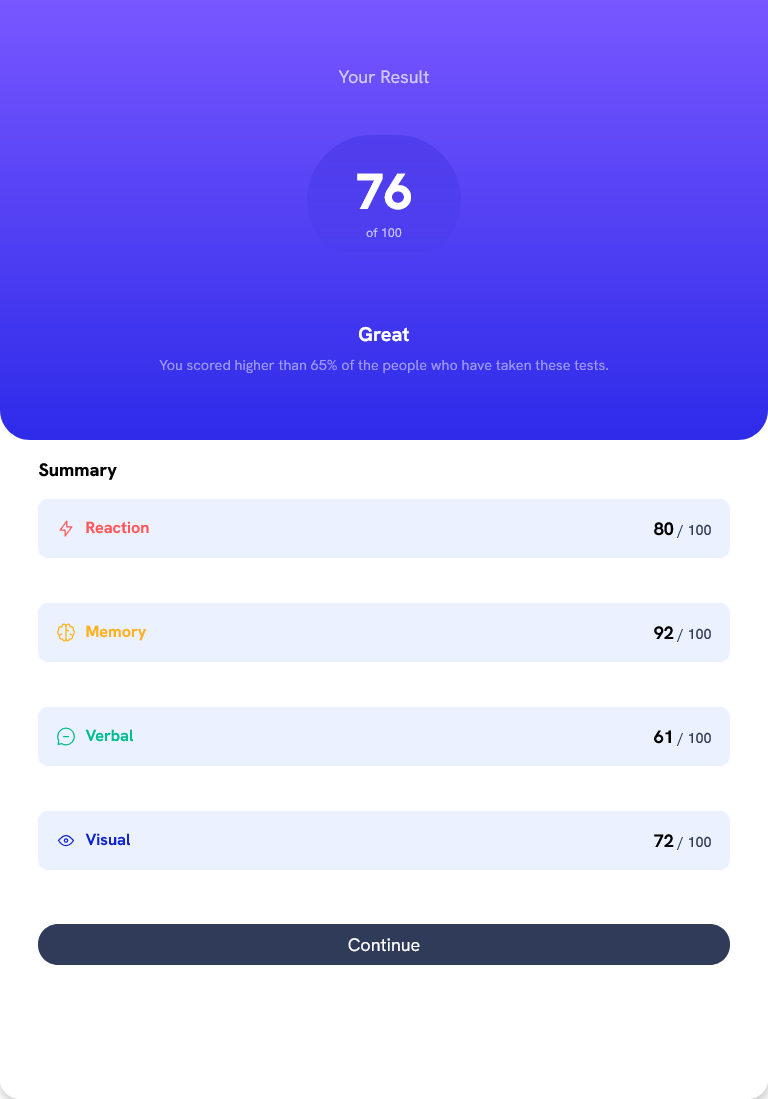 Your Result
76
of 100
Great
You scored higher than 65% of the people who have taken these tests.
Summary
Reaction 80 / 100
Memory 92 / 100
Verbal 61 / 100
Visual 72 / 100
Continue